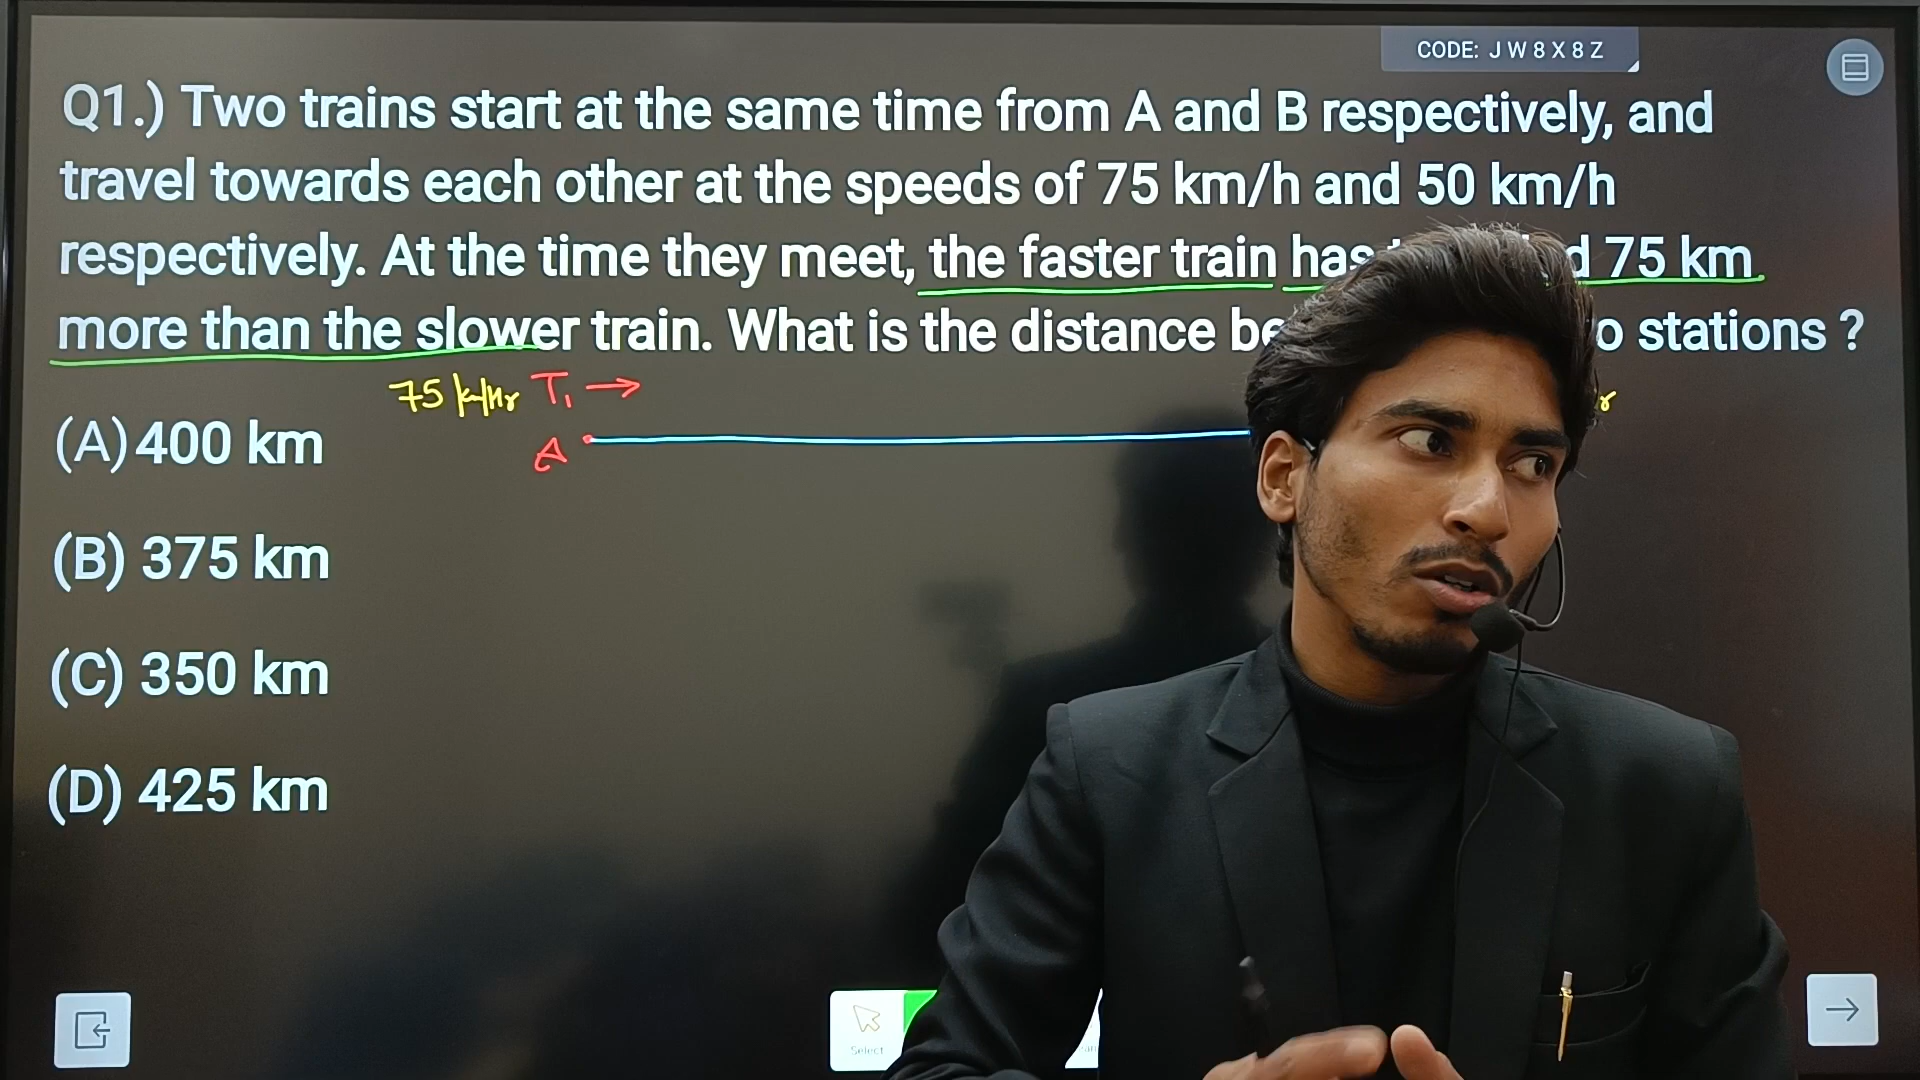 CODE: J W 8 X 8 Z
Q1.) Two trains start at the same time from A and B respectively, and
travel towards each other at the speeds of 75 km/h and 50 km/h
respectively. At the time they meet, the faster train has 75 km
more than the slower train. What is the distance stations ?
75 km/Hr T₁ →
(A) 400 km
A
(B) 375 km
(C) 350 km
(D) 425 km
Select